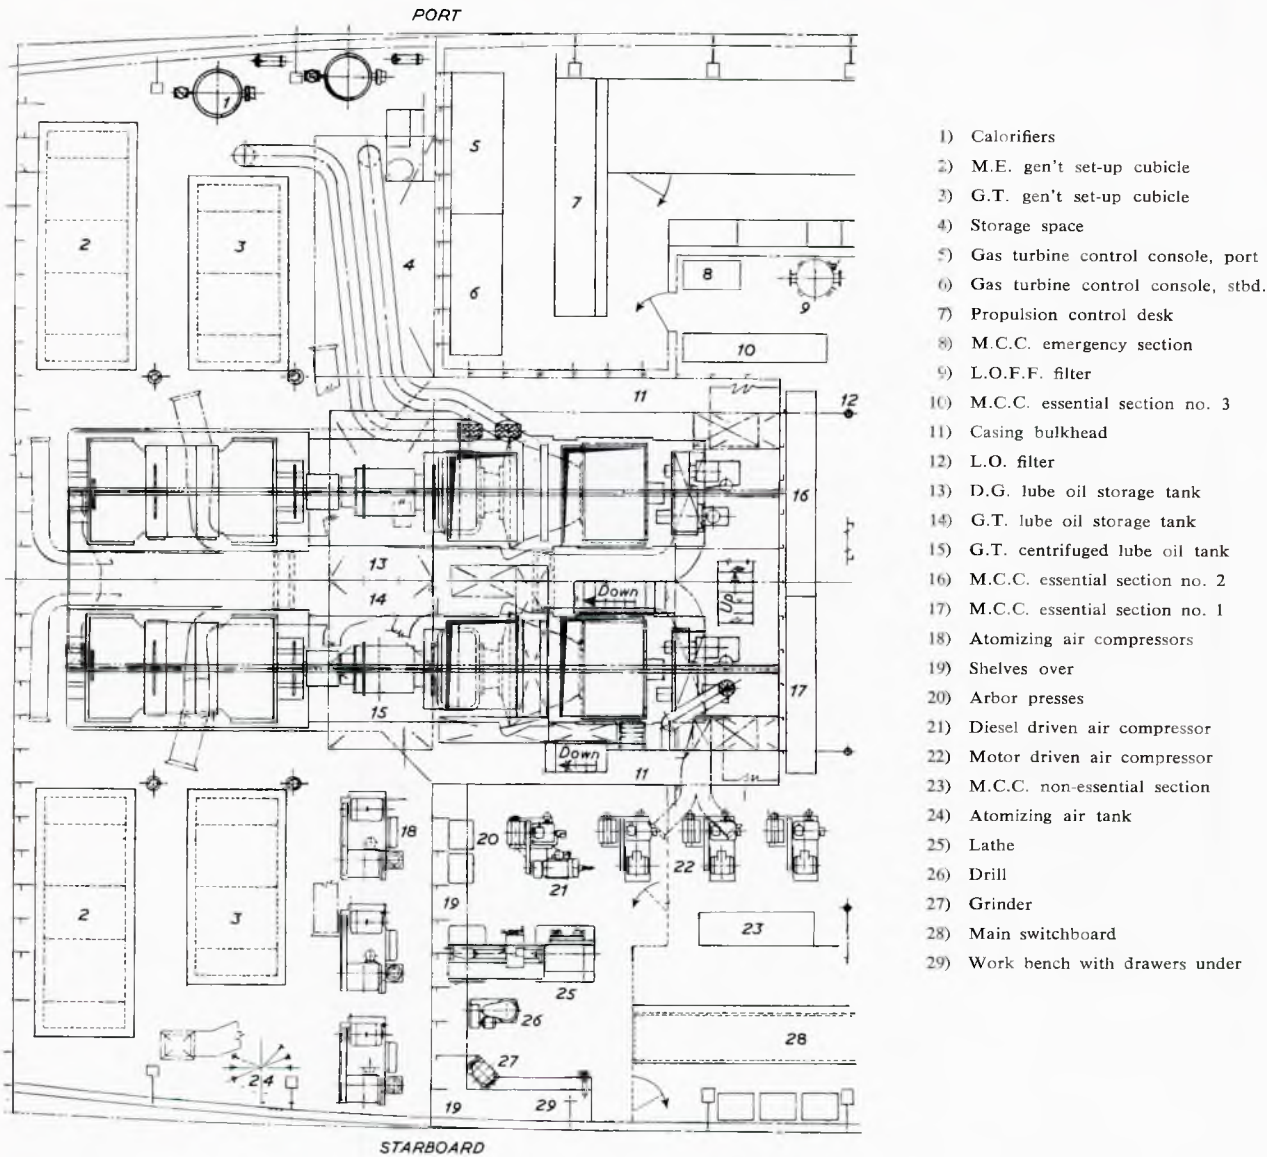 PORT
1
2
3
4
5
6
7
8
9
10
11
12
13
14
15
16
17
Down
Up
Down
11
2
3
18
19
20
21
22
23
24
25
26
27
28
19
29
STARBOARD
1) Calorifiers
2) M.E. gen't set-up cubicle
3) G.T. gen't set-up cubicle
4) Storage space
5) Gas turbine control console, port
6) Gas turbine control console, stbd.
7) Propulsion control desk
8) M.C.C. emergency section
9) L.O.F.F. filter
10) M.C.C. essential section no. 3
11) Casing bulkhead
12) L.O. filter
13) D.G. lube oil storage tank
14) G.T. lube oil storage tank
15) G.T. centrifuged lube oil tank
16) M.C.C. essential section no. 2
17) M.C.C. essential section no. 1
18) Atomizing air compressors
19) Shelves over
20) Arbor presses
21) Diesel driven air compressor
22) Motor driven air compressor
23) M.C.C. non-essential section
24) Atomizing air tank
25) Lathe
26) Drill
27) Grinder
28) Main switchboard
29) Work bench with drawers under